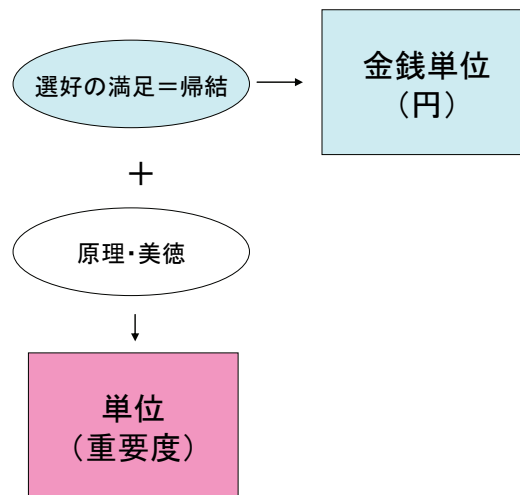 選好の満足＝帰結
金銭単位
（円）
＋
原理・美徳
単位
（重要度）